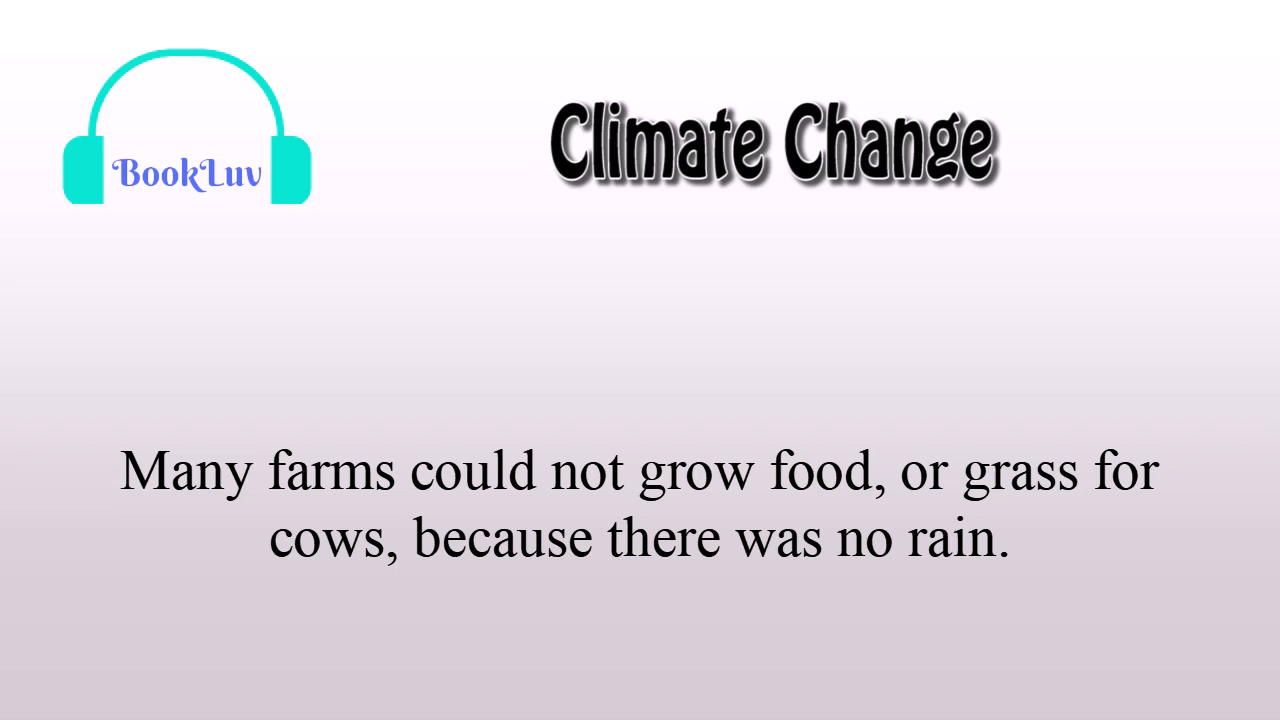 BookLuv
Climate Change
Many farms could not grow food, or grass for
cows, because there was no rain.